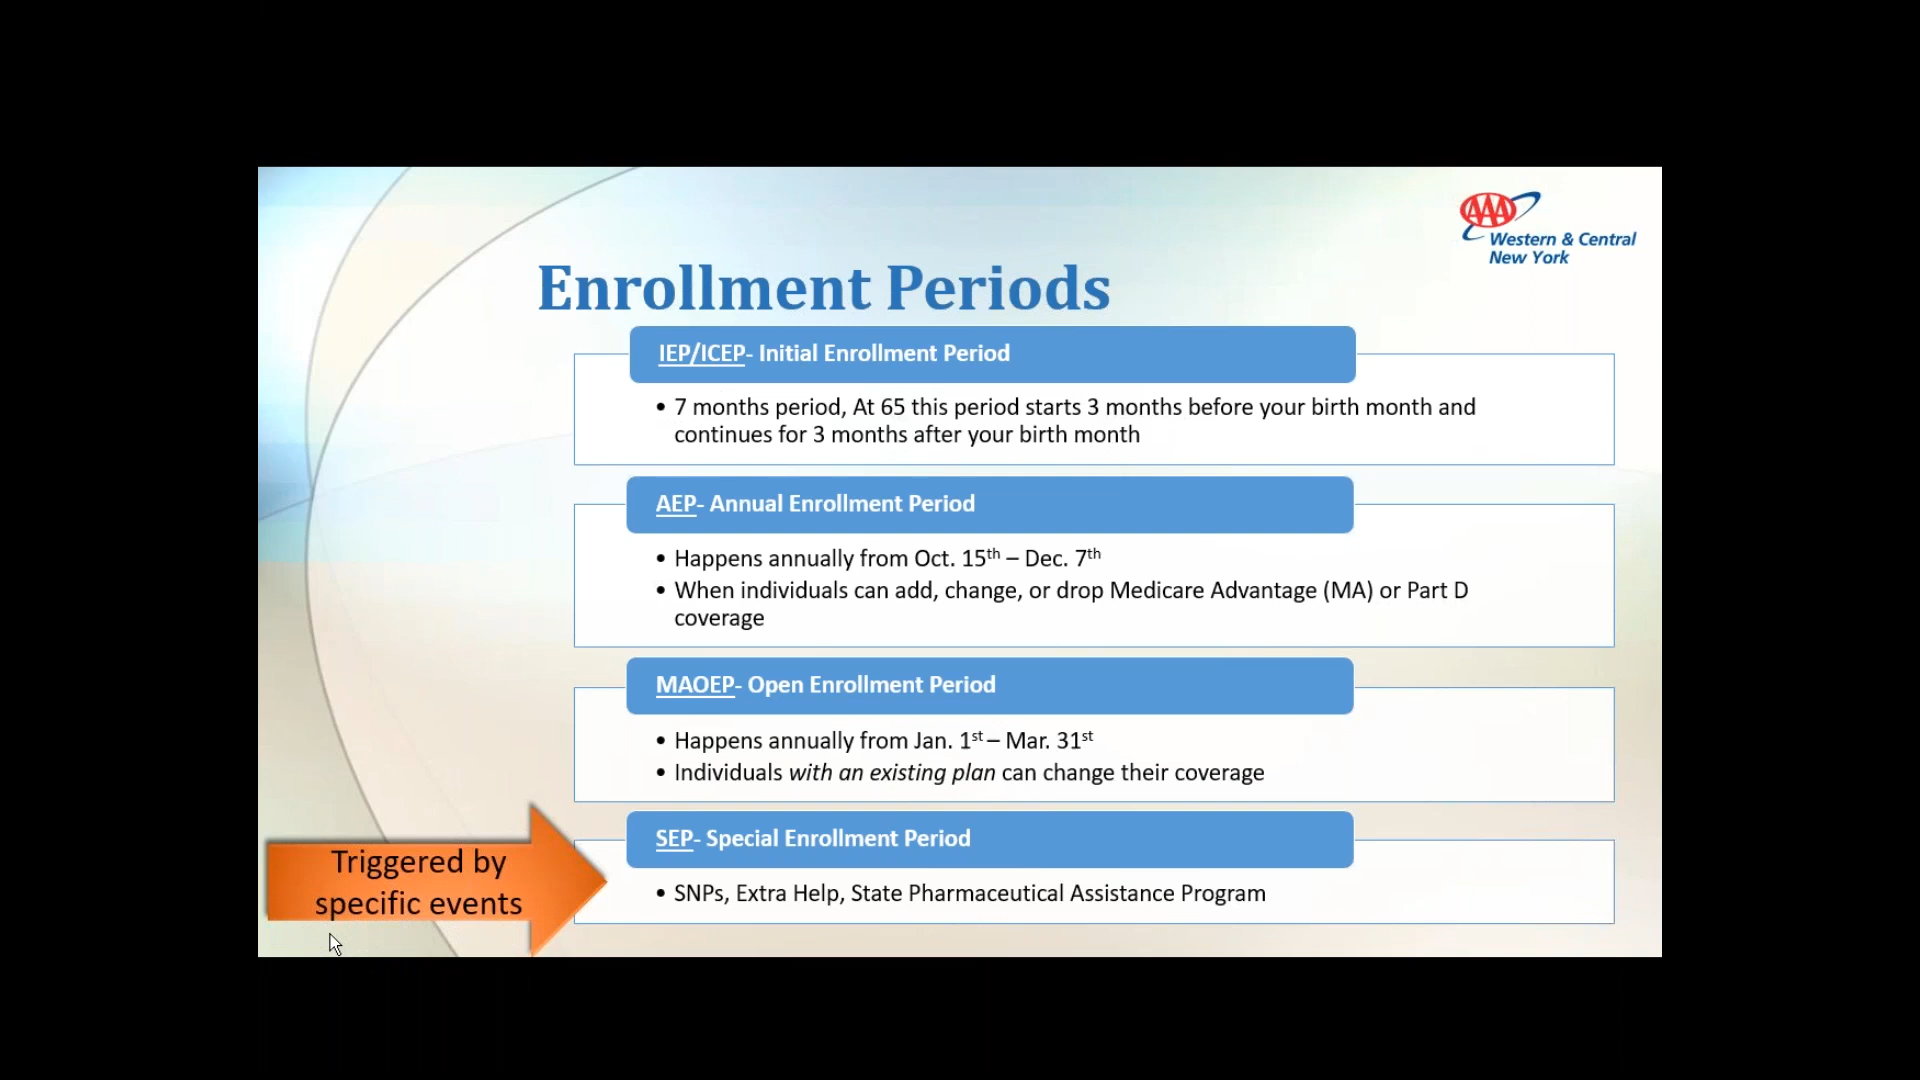 AAA
Western & Central
New York
Enrollment Periods
IEP/ICEP- Initial Enrollment Period
• 7 months period, At 65 this period starts 3 months before your birth month and
continues for 3 months after your birth month
AEP- Annual Enrollment Period
• Happens annually from Oct. 15th – Dec. 7th
• When individuals can add, change, or drop Medicare Advantage (MA) or Part D
coverage
MAOEP- Open Enrollment Period
• Happens annually from Jan. 1st – Mar. 31st
• Individuals with an existing plan can change their coverage
Triggered by
specific events
SEP- Special Enrollment Period
• SNPs, Extra Help, State Pharmaceutical Assistance Program